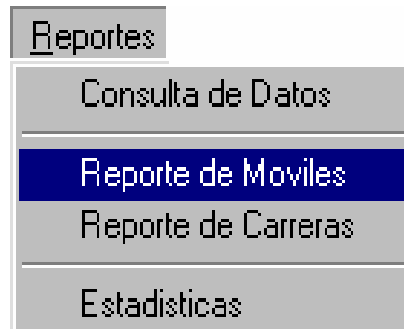 Reportes
Consulta de Datos
Reporte de Moviles
Reporte de Carreras
Estadisticas